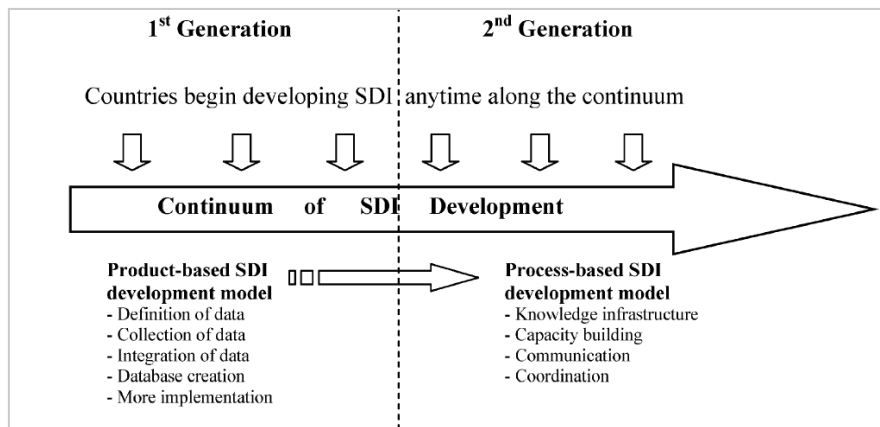 1st Generation
2nd Generation
Countries begin developing SDI anytime along the continuum
Continuum of SDI Development
Product-based SDI
development model
- Definition of data
- Collection of data
- Integration of data
- Database creation
- More implementation
Process-based SDI
development model
- Knowledge infrastructure
- Capacity building
- Communication
- Coordination